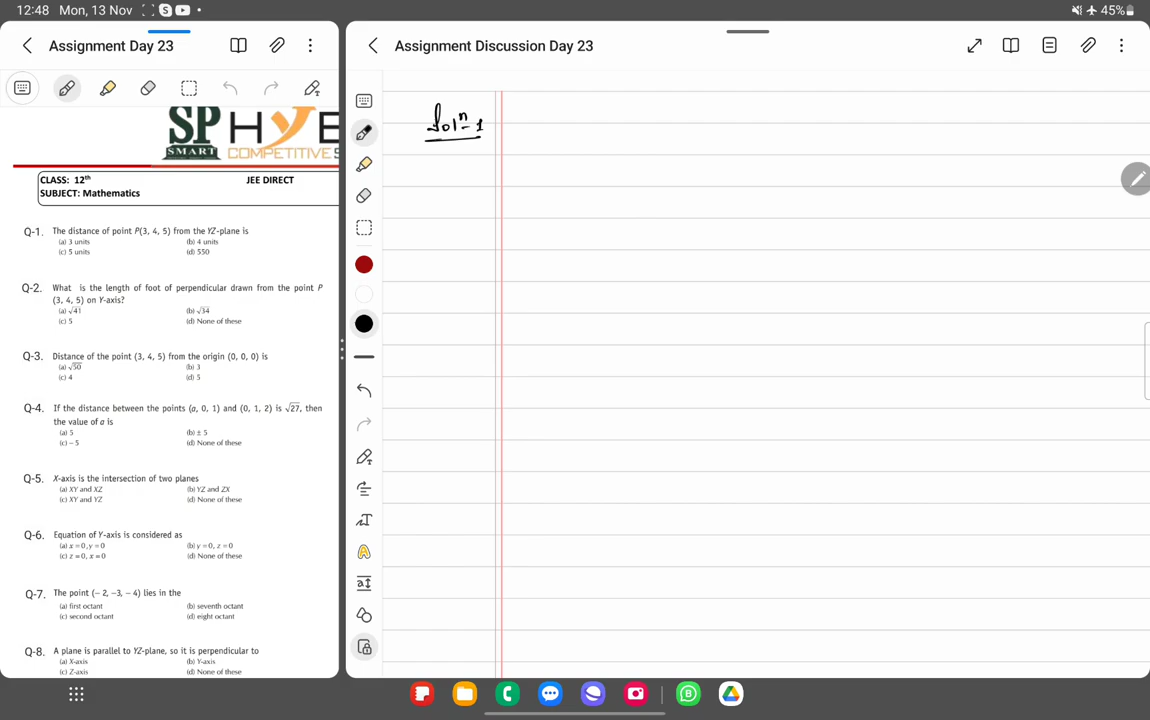 12:48 Mon, 13 Nov
45%
Assignment Day 23
SP HYE
SMART COMPETITIVE S
CLASS: 12th JEE DIRECT
SUBJECT: Mathematics
Q-1. The distance of point P(3, 4, 5) from the YZ-plane is
(a) 3 units (b) 4 units
(c) 5 units (d) 550
Q-2. What is the length of foot of perpendicular drawn from the point P
(3, 4, 5) on Y-axis?
(a) √41 (b) √34
(c) 5 (d) None of these
Q-3. Distance of the point (3, 4, 5) from the origin (0, 0, 0) is
(a) √50 (b) 3
(c) 4 (d) 5
Q-4. If the distance between the points (a, 0, 1) and (0, 1, 2) is √27, then
the value of a is
(a) 5 (b) ± 5
(c) – 5 (d) None of these
Q-5. X-axis is the intersection of two planes
(a) XY and XZ (b) YZ and ZX
(c) XY and YZ (d) None of these
Q-6. Equation of Y-axis is considered as
(a) x = 0, y = 0 (b) y = 0, z = 0
(c) z = 0, x = 0 (d) None of these
Q-7. The point (– 2, –3, – 4) lies in the
(a) first octant (b) seventh octant
(c) second octant (d) eight octant
Q-8. A plane is parallel to YZ-plane, so it is perpendicular to
(a) X-axis (b) Y-axis
(c) Z-axis (d) None of these
Assignment Discussion Day 23
Solⁿ-1